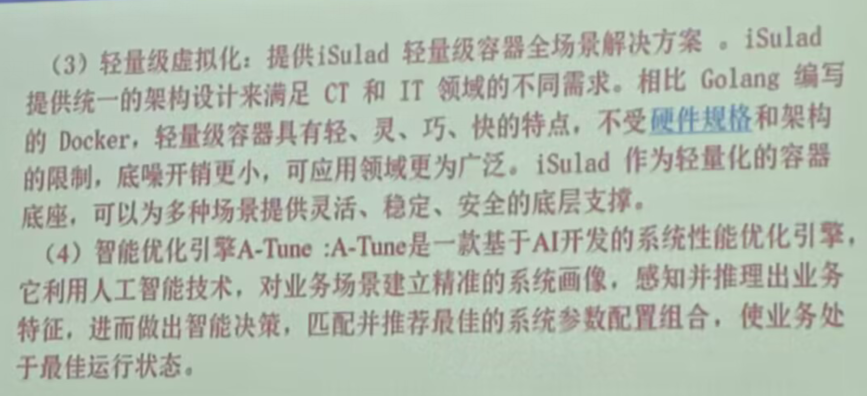 （3）轻量级虚拟化：提供iSulad 轻量级容器全场景解决方案 。iSulad
提供统一的架构设计来满足 CT 和 IT 领域的不同需求。相比 Golang 编写
的 Docker，轻量级容器具有轻、灵、巧、快的特点，不受硬件规格和架构
的限制，底噪开销更小，可应用领域更为广泛。iSulad 作为轻量化的容器
底座，可以为多种场景提供灵活、稳定、安全的底层支撑。
（4）智能优化引擎A-Tune :A-Tune是一款基于AI开发的系统性能优化引擎，
它利用人工智能技术，对业务场景建立精准的系统画像，感知并推理出业务
特征，进而做出智能决策，匹配并推荐最佳的系统参数配置组合，使业务处
于最佳运行状态。